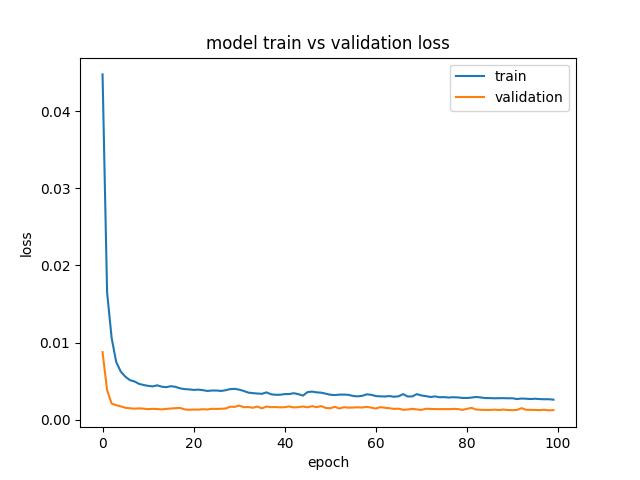 model train vs validation loss
train
validation
0.04
0.03
0.02
0.01
0.00
loss
0 20 40 60 80 100
epoch